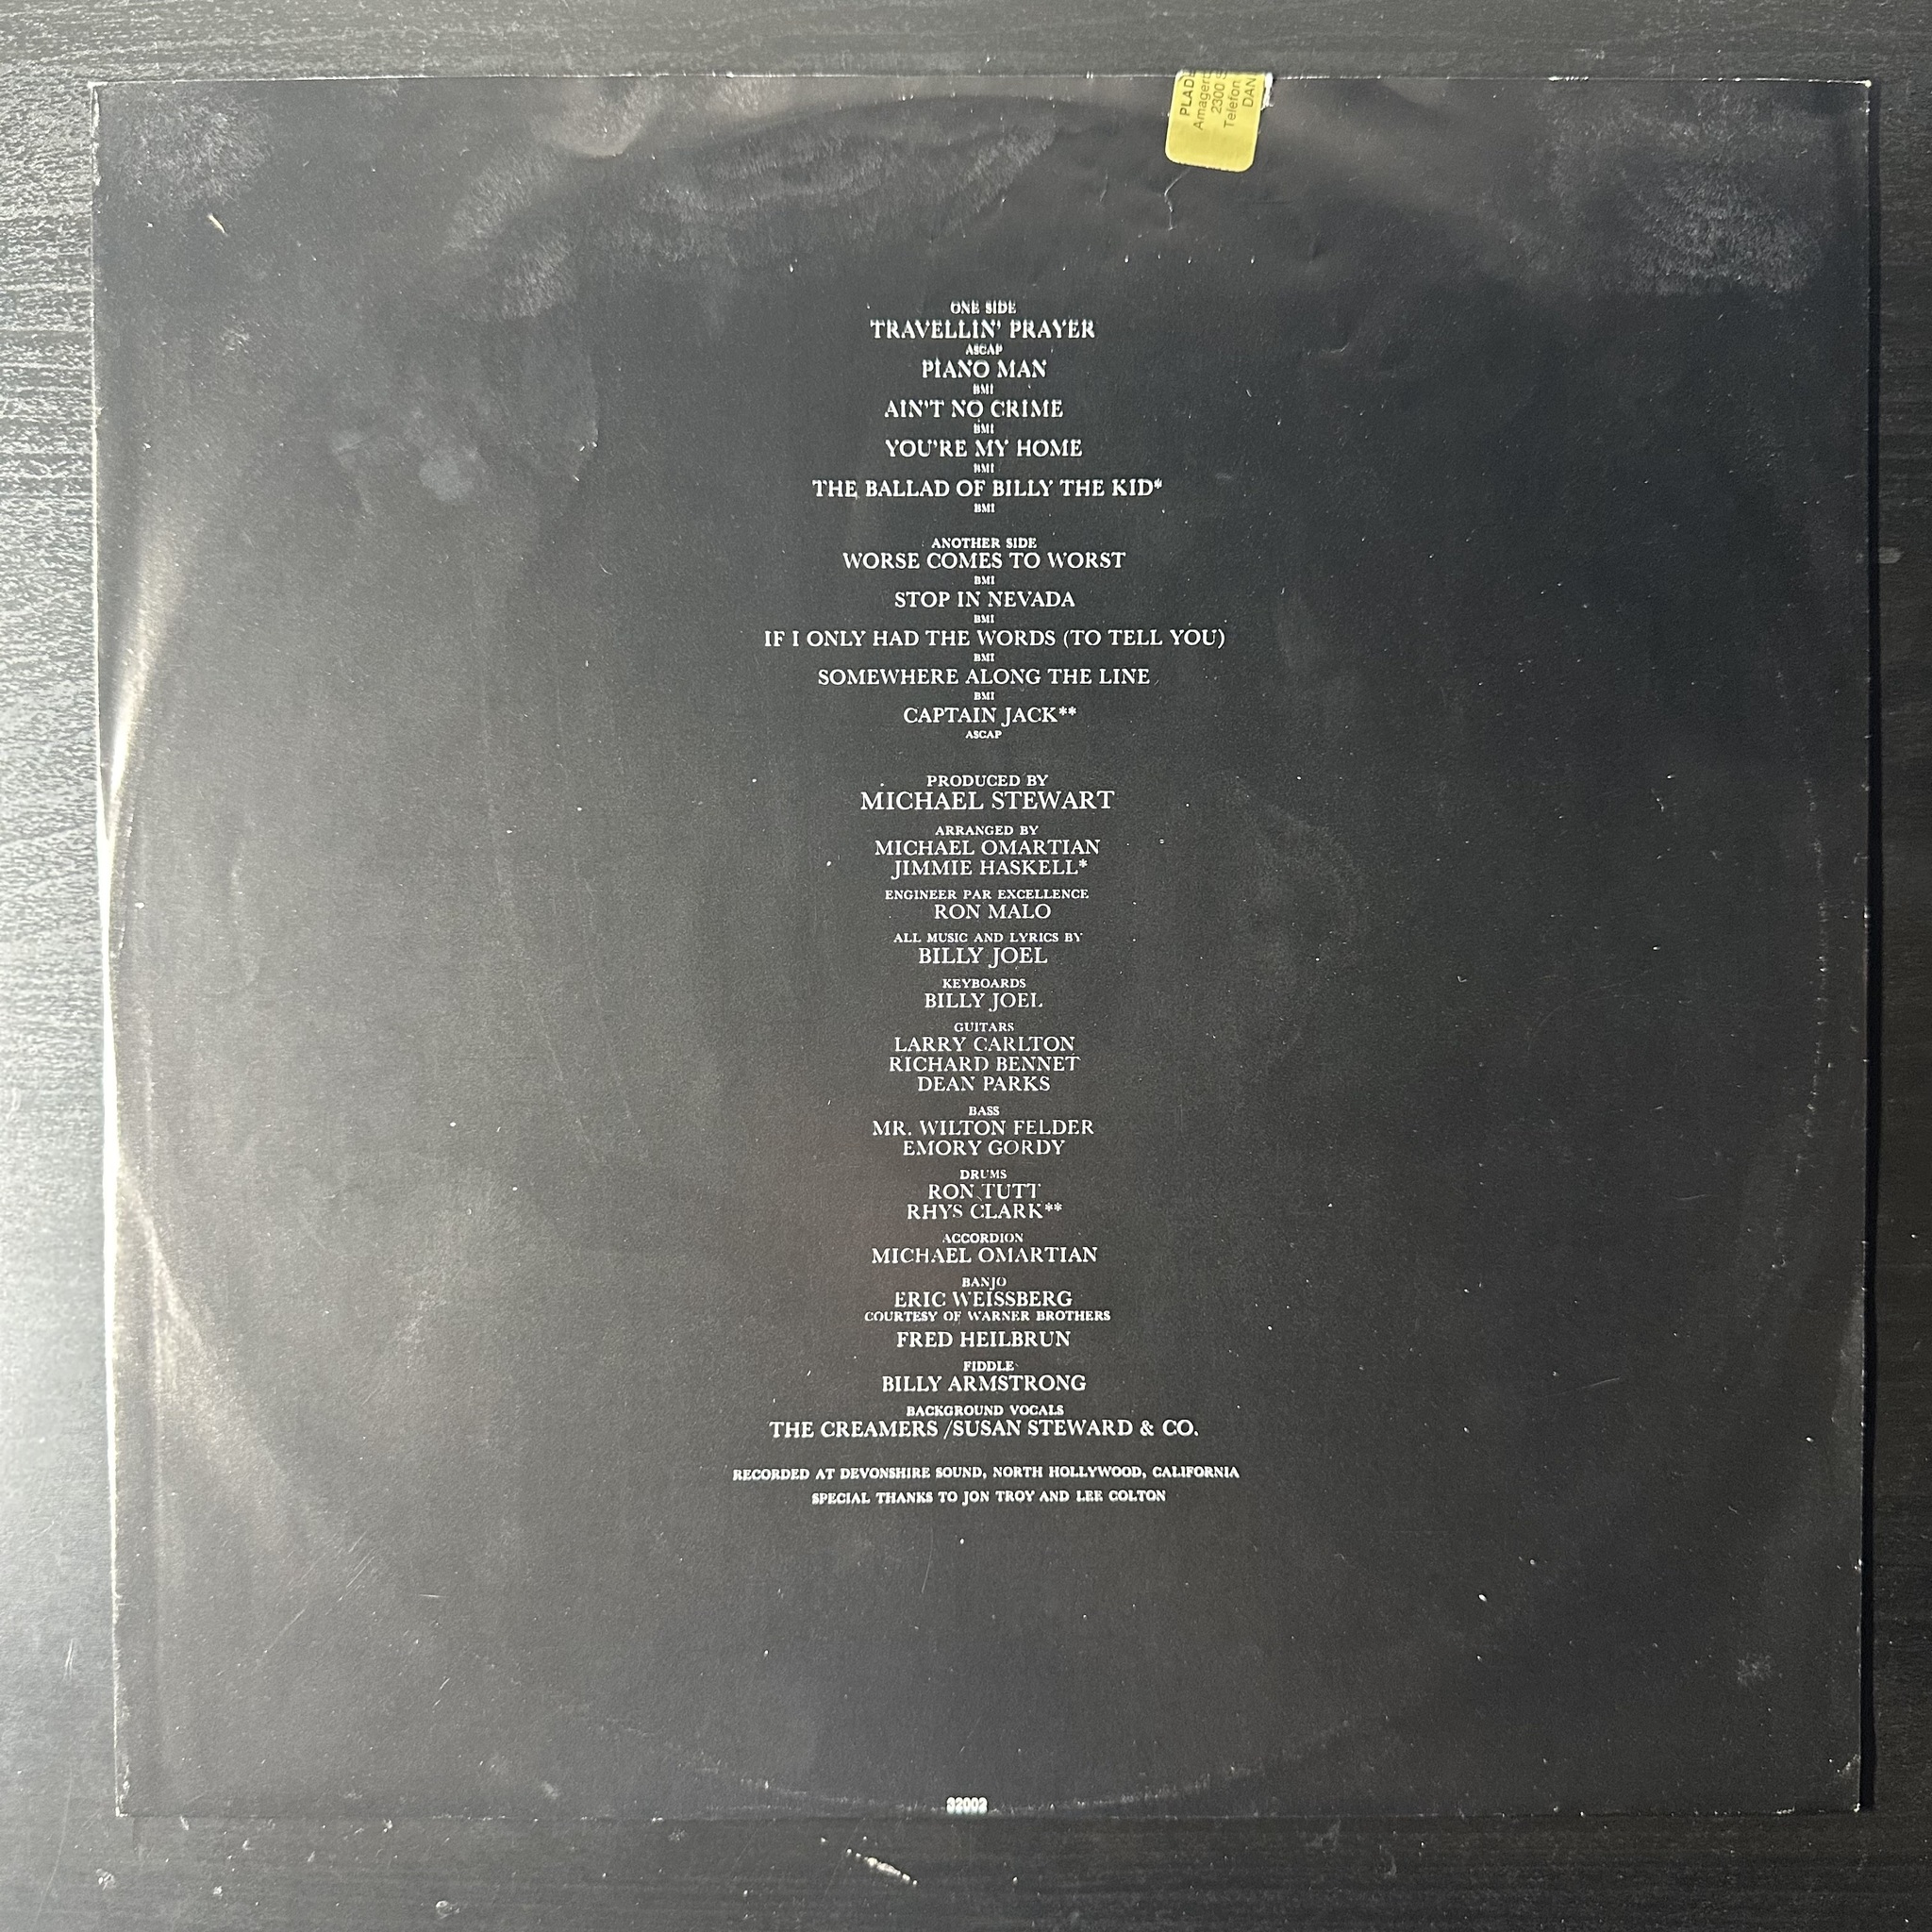 PLADE
Amagerc
2300 S
Telefon
DAN
ONE SIDE
TRAVELLIN' PRAYER
ASCAP
PIANO MAN
BMI
AIN'T NO CRIME
BMI
YOU'RE MY HOME
BMI
THE BALLAD OF BILLY THE KID*
BMI
ANOTHER SIDE
WORSE COMES TO WORST
BMI
STOP IN NEVADA
BMI
IF I ONLY HAD THE WORDS (TO TELL YOU)
BMI
SOMEWHERE ALONG THE LINE
BMI
CAPTAIN JACK**
ASCAP
PRODUCED BY
MICHAEL STEWART
ARRANGED BY
MICHAEL OMARTIAN
JIMMIE HASKELL*
ENGINEER PAR EXCELLENCE
RON MALO
ALL MUSIC AND LYRICS BY
BILLY JOEL
KEYBOARDS
BILLY JOEL
GUITARS
LARRY CARLTON
RICHARD BENNET
DEAN PARKS
BASS
MR. WILTON FELDER
EMORY GORDY
DRUMS
RON TUTT
RHYS CLARK**
ACCORDION
MICHAEL OMARTIAN
BANJO
ERIC WEISSBERG
COURTESY OF WARNER BROTHERS
FRED HEILBRUN
FIDDLE
BILLY ARMSTRONG
BACKGROUND VOCALS
THE CREAMERS /SUSAN STEWARD & CO.
RECORDED AT DEVONSHIRE SOUND, NORTH HOLLYWOOD, CALIFORNIA
SPECIAL THANKS TO JON TROY AND LEE COLTON
32002